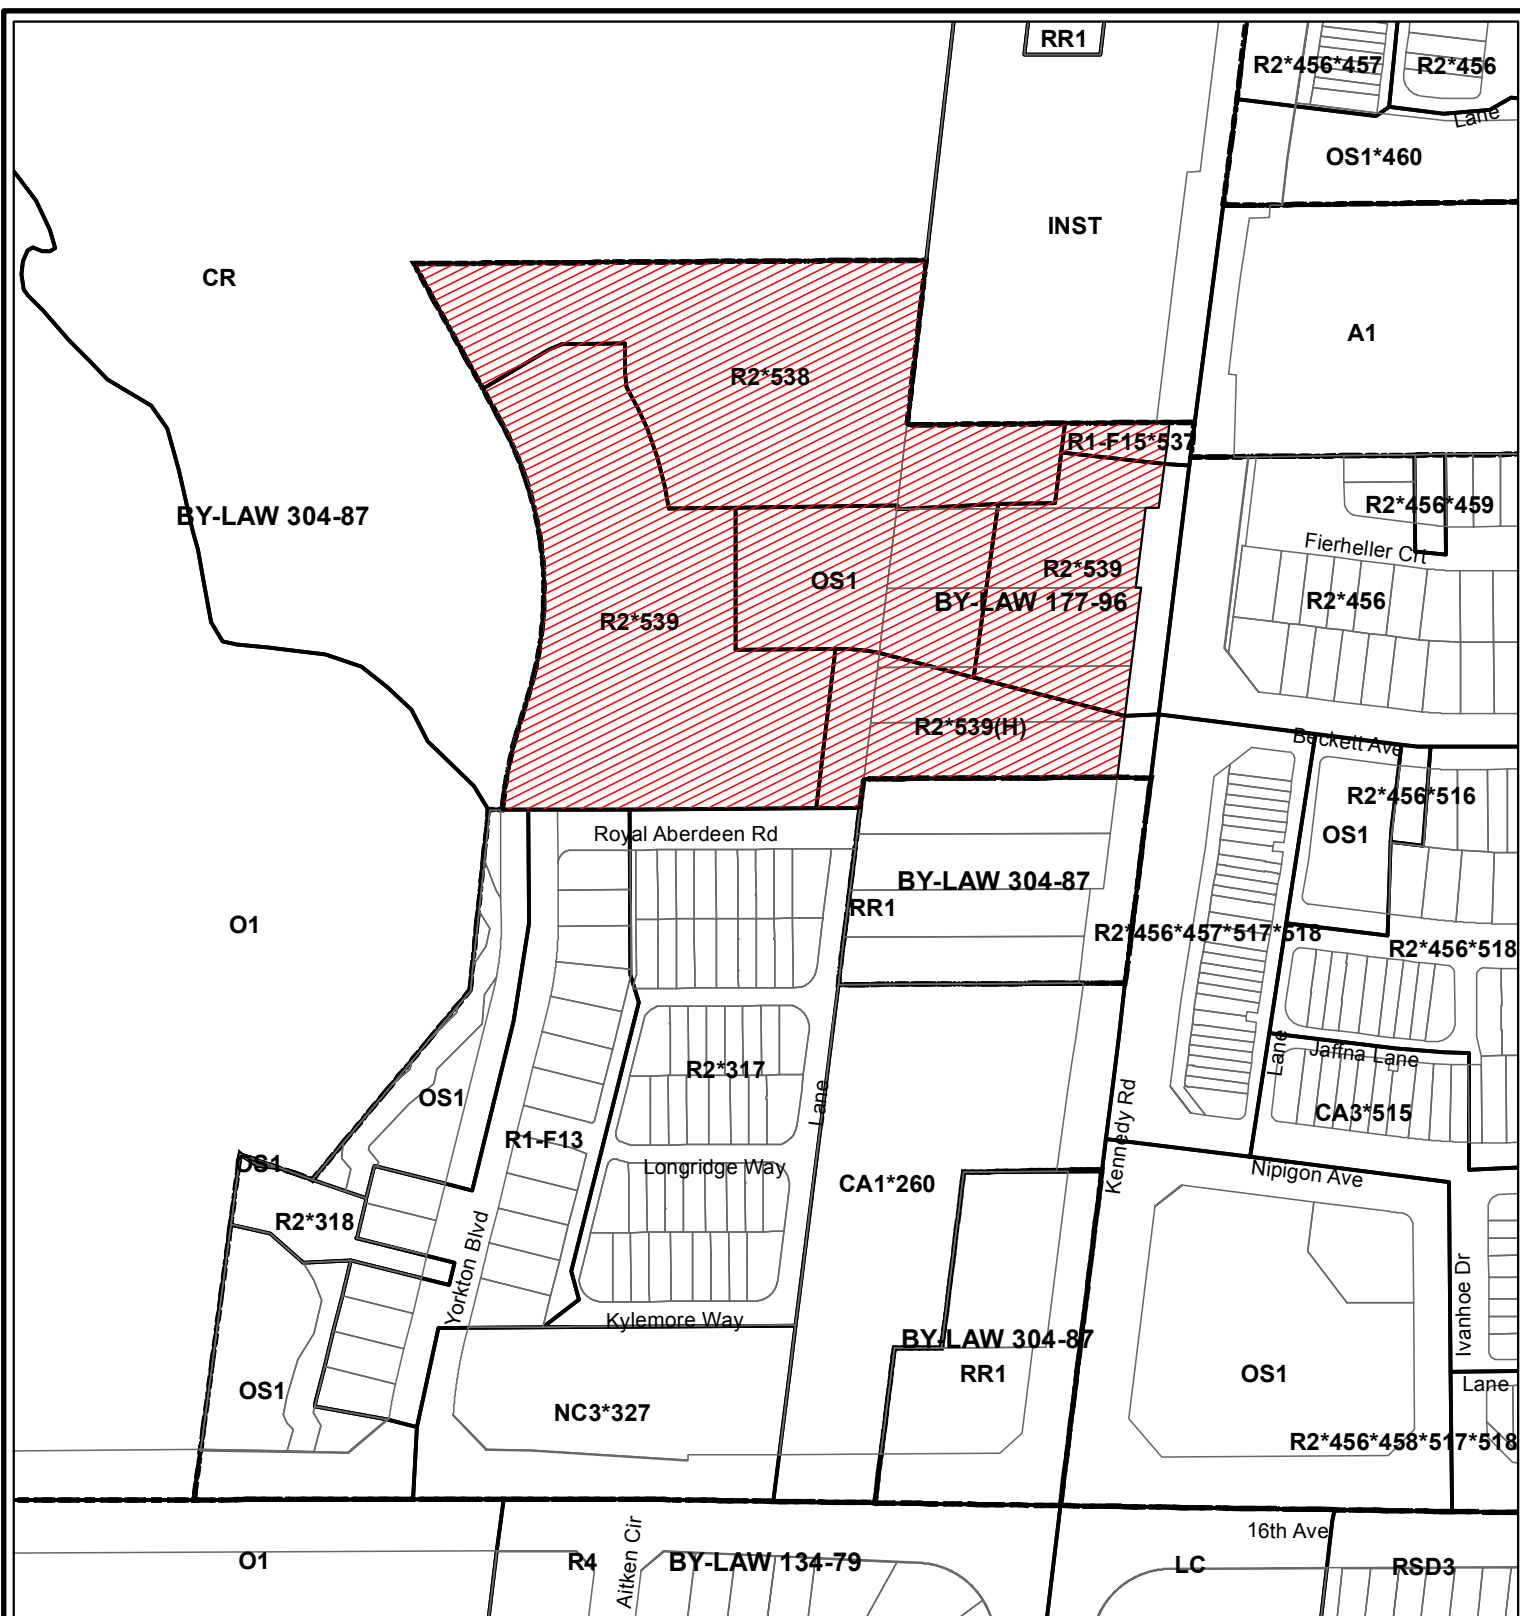 RR1
R2*456*457
R2*456
Lane
OS1*460
INST
CR
A1
R2*538
R1-F15*537
R2*456*459
BY-LAW 304-87
Fierheller Crt
R2*539
OS1
R2*456
BY-LAW 177-96
R2*539
R2*539(H)
Beckett Ave
R2*456*516
Royal Aberdeen Rd
OS1
BY-LAW 304-87
RR1
O1
R2*456*457*517*518
R2*456*518
Lane
Jaffna Lane
R2*317
OS1
Lane
Kennedy Rd
CA3*515
R1-F13
OS1
Longridge Way
Nipigon Ave
CA1*260
R2*318
Yorkton Blvd
Ivanhoe Dr
Kylemore Way
BY-LAW 304-87
RR1
OS1
OS1
Lane
NC3*327
R2*456*458*517*518
16th Ave
O1
R4
Aitken Cir
BY-LAW 134-79
LC
RSD3